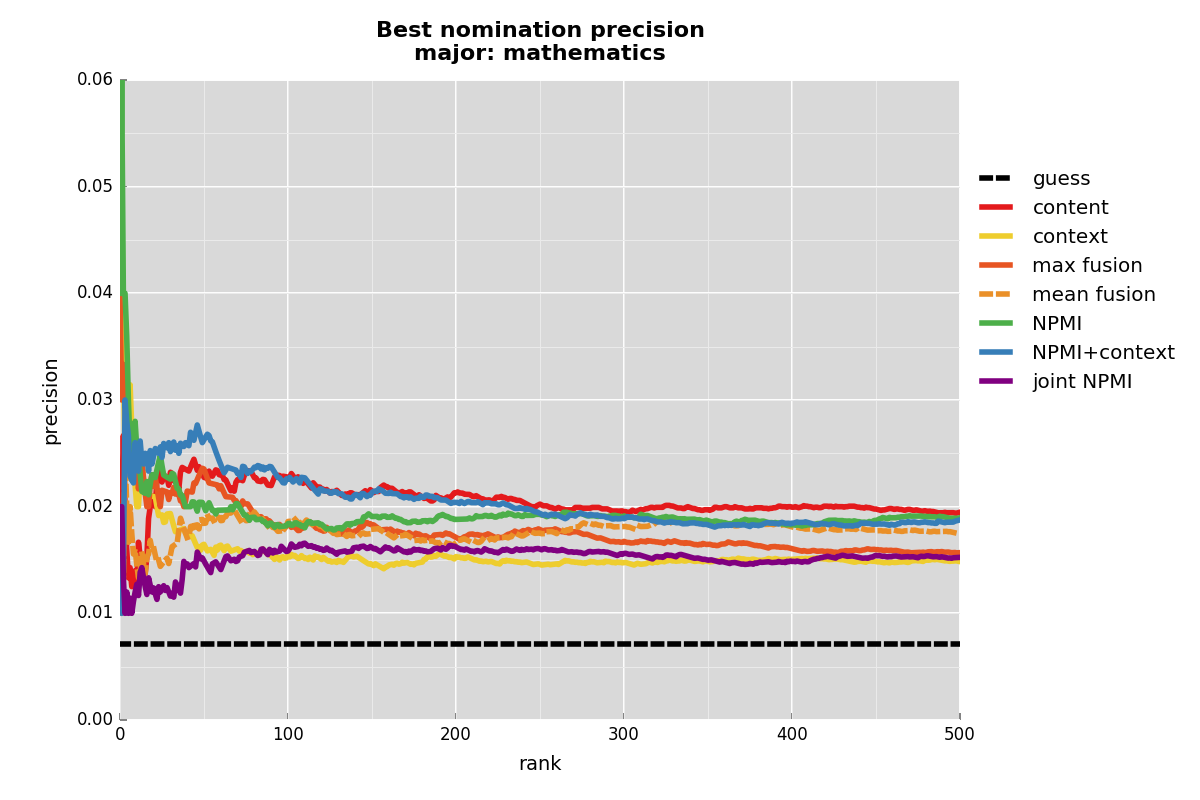 Best nomination precision
major: mathematics
0.06
0.05
0.04
0.03
0.02
0.01
0.00
precision
0 100 200 300 400 500
rank
guess
content
context
max fusion
mean fusion
NPMI
NPMI+context
joint NPMI